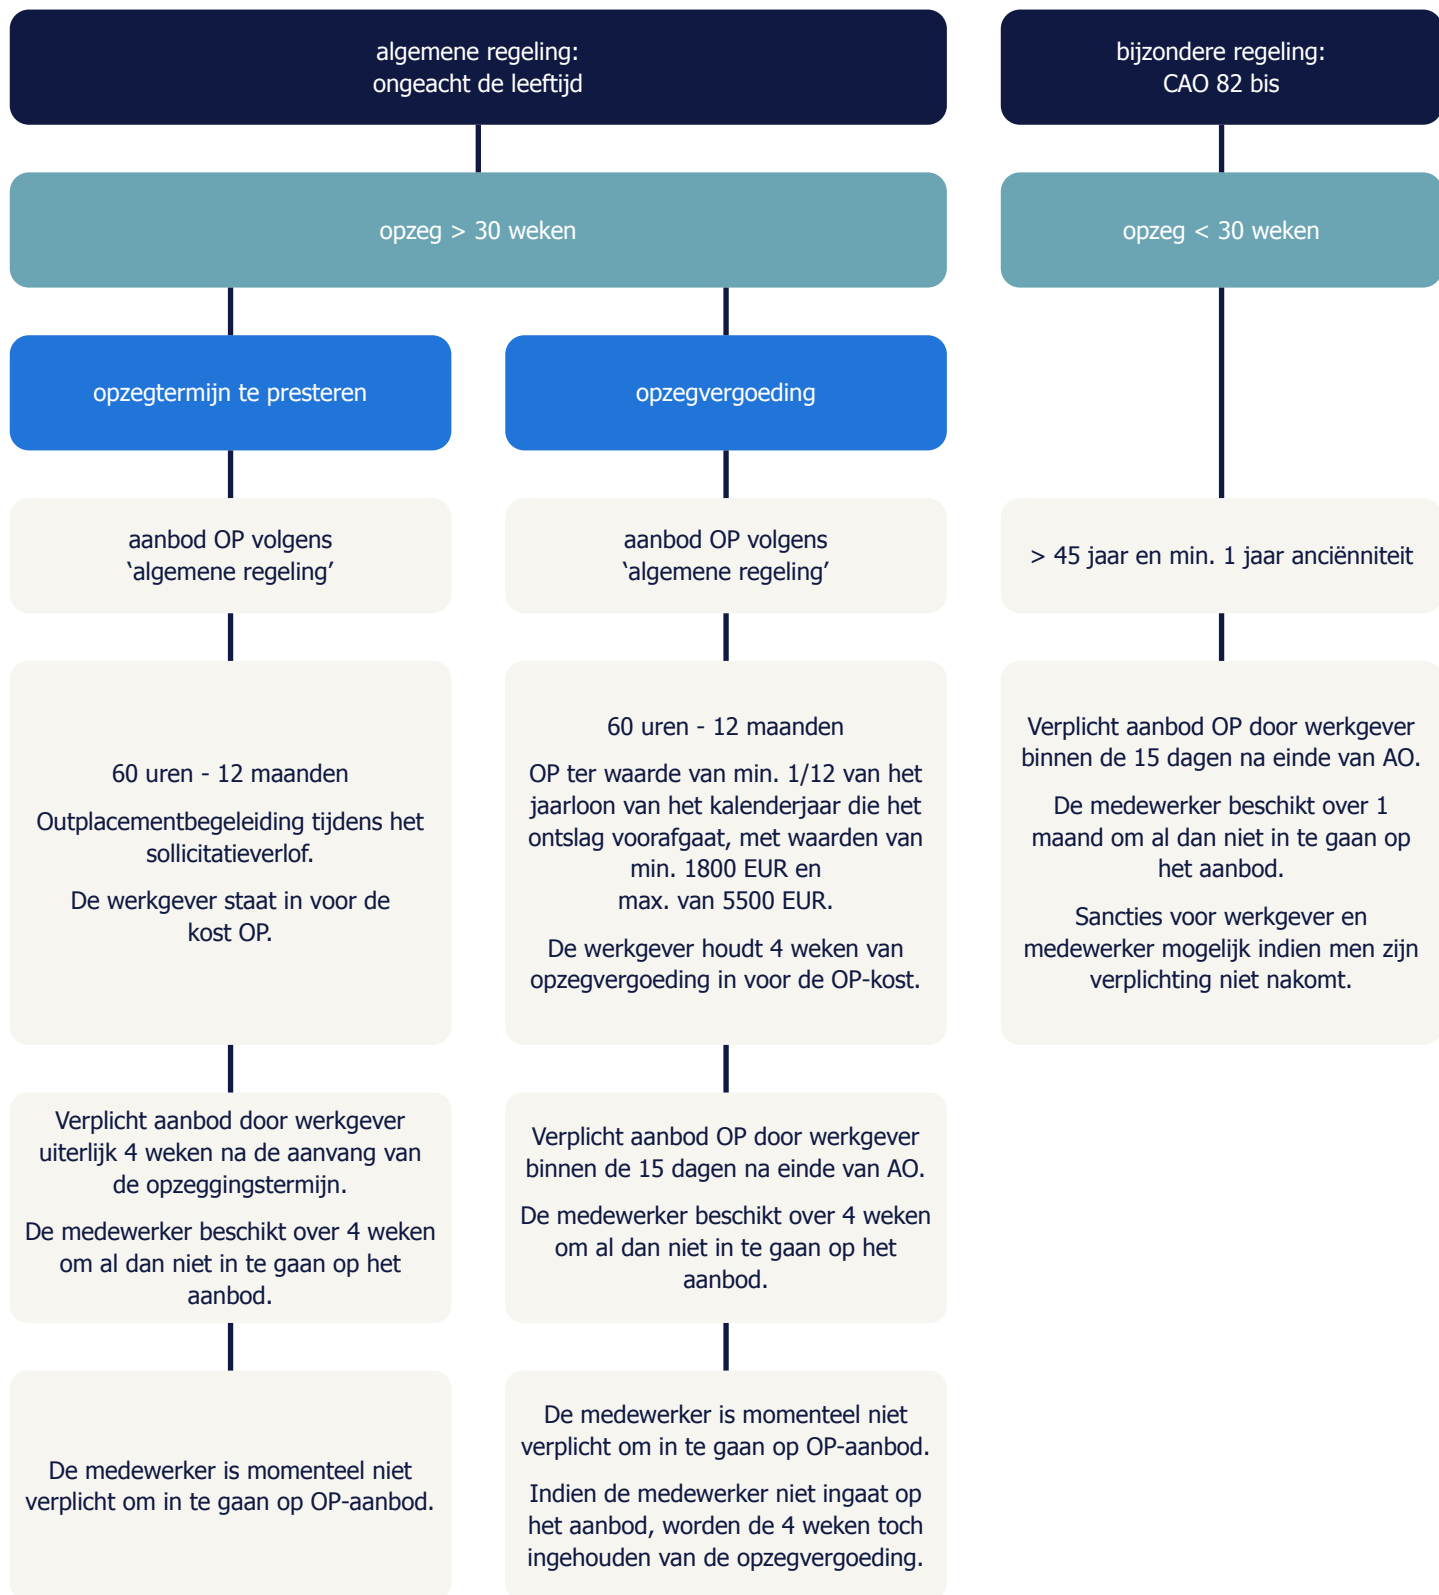 algemene regeling:
ongeacht de leeftijd
bijzondere regeling:
CAO 82 bis
opzeg > 30 weken
opzeg < 30 weken
opzegtermijn te presteren
opzegvergoeding
aanbod OP volgens
‘algemene regeling’
aanbod OP volgens
‘algemene regeling’
> 45 jaar en min. 1 jaar anciënniteit
60 uren - 12 maanden
Outplacementbegeleiding tijdens het
sollicitatieverlof.
De werkgever staat in voor de
kost OP.
60 uren - 12 maanden
OP ter waarde van min. 1/12 van het
jaarloon van het kalenderjaar die het
ontslag voorafgaat, met waarden van
min. 1800 EUR en
max. van 5500 EUR.
De werkgever houdt 4 weken van
opzegvergoeding in voor de OP-kost.
Verplicht aanbod OP door werkgever
binnen de 15 dagen na einde van AO.
De medewerker beschikt over 1
maand om al dan niet in te gaan op
het aanbod.
Sancties voor werkgever en
medewerker mogelijk indien men zijn
verplichting niet nakomt.
Verplicht aanbod door werkgever
uiterlijk 4 weken na de aanvang van
de opzeggingstermijn.
De medewerker beschikt over 4 weken
om al dan niet in te gaan op het
aanbod.
Verplicht aanbod OP door werkgever
binnen de 15 dagen na einde van AO.
De medewerker beschikt over 4 weken
om al dan niet in te gaan op het
aanbod.
De medewerker is momenteel niet
verplicht om in te gaan op OP-aanbod.
De medewerker is momenteel niet
verplicht om in te gaan op OP-aanbod.
Indien de medewerker niet ingaat op
het aanbod, worden de 4 weken toch
ingehouden van de opzegvergoeding.